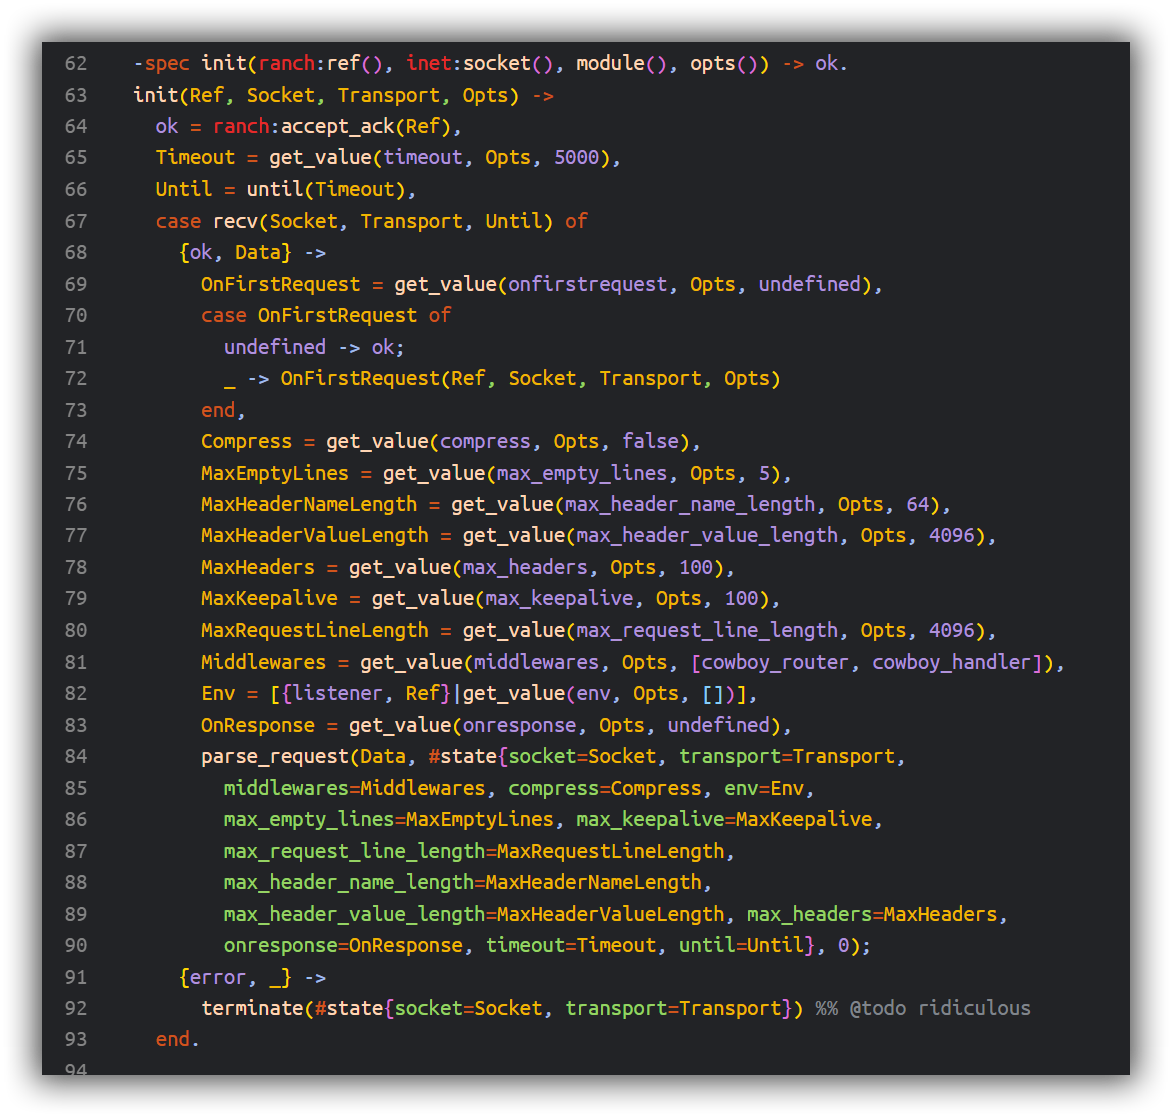 62 -spec init(ranch:ref(), inet:socket(), module(), opts()) -> ok.
63 init(Ref, Socket, Transport, Opts) ->
64   ok = ranch:accept_ack(Ref),
65   Timeout = get_value(timeout, Opts, 5000),
66   Until = until(Timeout),
67   case recv(Socket, Transport, Until) of
68     {ok, Data} ->
69       OnFirstRequest = get_value(onfirstrequest, Opts, undefined),
70       case OnFirstRequest of
71         undefined -> ok;
72         _ -> OnFirstRequest(Ref, Socket, Transport, Opts)
73       end,
74       Compress = get_value(compress, Opts, false),
75       MaxEmptyLines = get_value(max_empty_lines, Opts, 5),
76       MaxHeaderNameLength = get_value(max_header_name_length, Opts, 64),
77       MaxHeaderValueLength = get_value(max_header_value_length, Opts, 4096),
78       MaxHeaders = get_value(max_headers, Opts, 100),
79       MaxKeepalive = get_value(max_keepalive, Opts, 100),
80       MaxRequestLineLength = get_value(max_request_line_length, Opts, 4096),
81       Middlewares = get_value(middlewares, Opts, [cowboy_router, cowboy_handler]),
82       Env = [{listener, Ref}|get_value(env, Opts, [])],
83       OnResponse = get_value(onresponse, Opts, undefined),
84       parse_request(Data, #state{socket=Socket, transport=Transport,
85         middlewares=Middlewares, compress=Compress, env=Env,
86         max_empty_lines=MaxEmptyLines, max_keepalive=MaxKeepalive,
87         max_request_line_length=MaxRequestLineLength,
88         max_header_name_length=MaxHeaderNameLength,
89         max_header_value_length=MaxHeaderValueLength, max_headers=MaxHeaders,
90         onresponse=OnResponse, timeout=Timeout, until=Until}, 0);
91     {error, _} ->
92       terminate(#state{socket=Socket, transport=Transport}) %% @todo ridiculous
93   end.
94